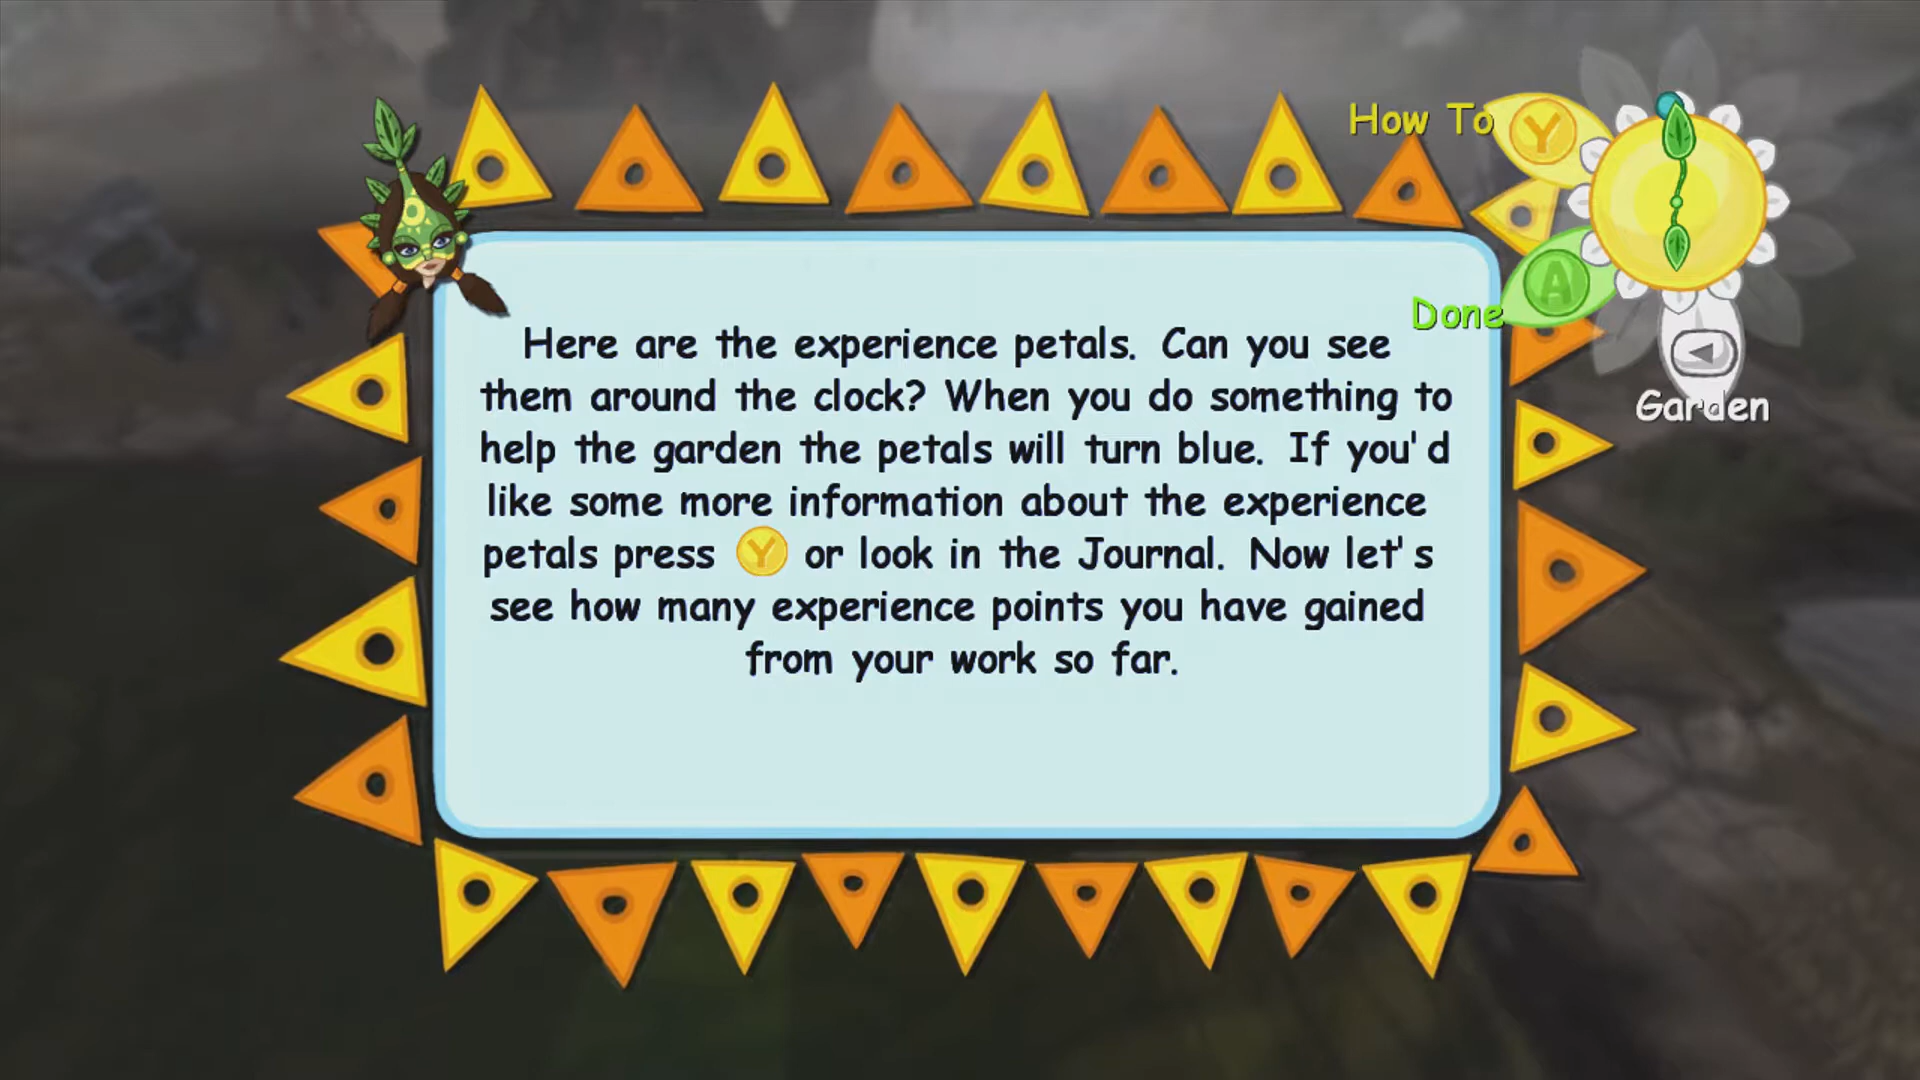 How To Y
A
Done
Garden
Here are the experience petals. Can you see
them around the clock? When you do something to
help the garden the petals will turn blue. If you'd
like some more information about the experience
petals press Y or look in the Journal. Now let's
see how many experience points you have gained
from your work so far.